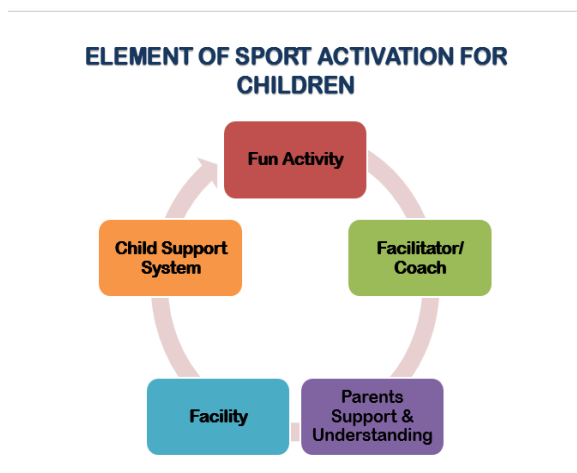 ELEMENT OF SPORT ACTIVATION FOR
CHILDREN
Fun Activity
Facilitator/
Coach
Parents
Support &
Understanding
Facility
Child Support
System